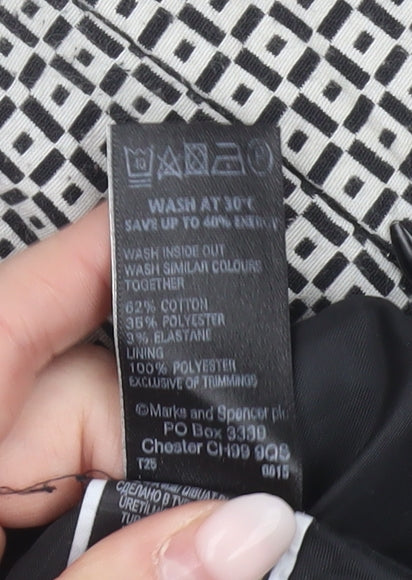 WASH AT 30°C
SAVE UP TO 40% ENERGY
WASH INSIDE OUT
WASH SIMILAR COLOURS
TOGETHER
62% COTTON
35% POLYESTER
3% ELASTANE
LINING
100% POLYESTER
EXCLUSIVE OF TRIMMINGS
©Marks and Spencer plc
PO Box 3339
Chester CH99 9QS
T25 0615